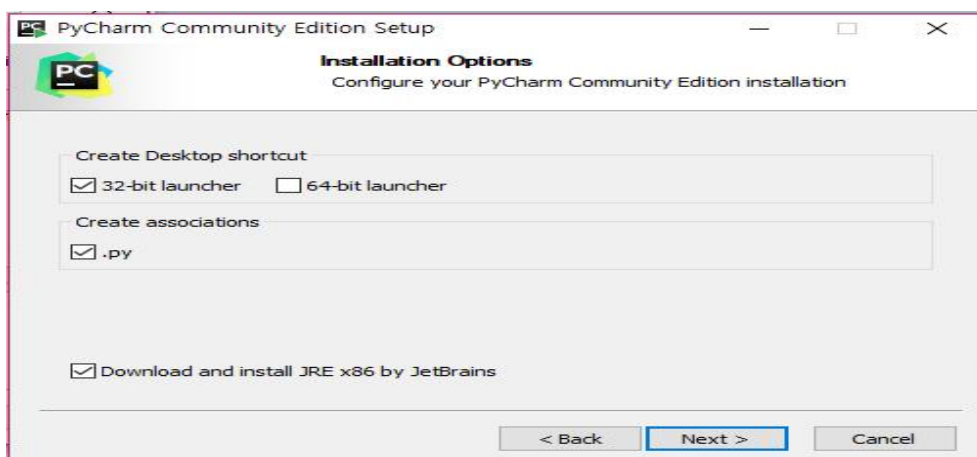 PyCharm Community Edition Setup
Installation Options
Configure your PyCharm Community Edition installation
PC
Create Desktop shortcut
32-bit launcher 64-bit launcher
Create associations
.py
Download and install JRE x86 by JetBrains
< Back Next > Cancel